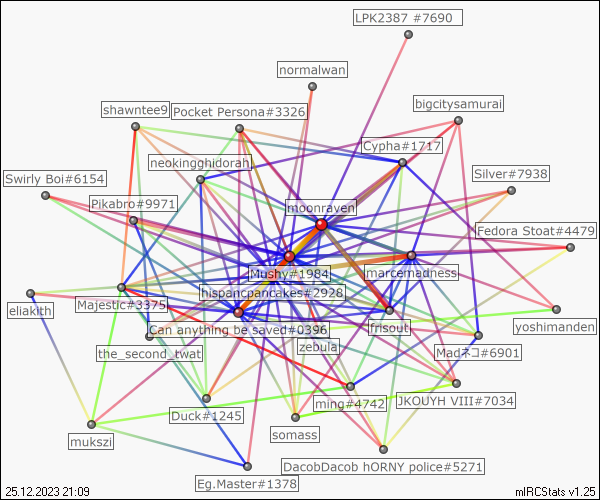 LPK2387 #7690
normalwan
bigcitysamurai
shawntee9
Pocket Persona#3326
Cypha#1717
neokingghidorah
Silver#7938
Swirly Boi#6154
Pikabro#9971
moonraven
Fedora Stoat#4479
Mushy#1984
marcemadness
hispancpancakes#2928
Majestic#3375
eliakith
yoshimanden
Can anything be saved#0396
frisout
zebula
Madネコ#6901
the_second_twat
ming#4742
JKOUYH VIII#7034
Duck#1245
somass
mukszi
DacobDacob hORNY police#5271
Eg.Master#1378
25.12.2023 21:09
mIRCStats v1.25